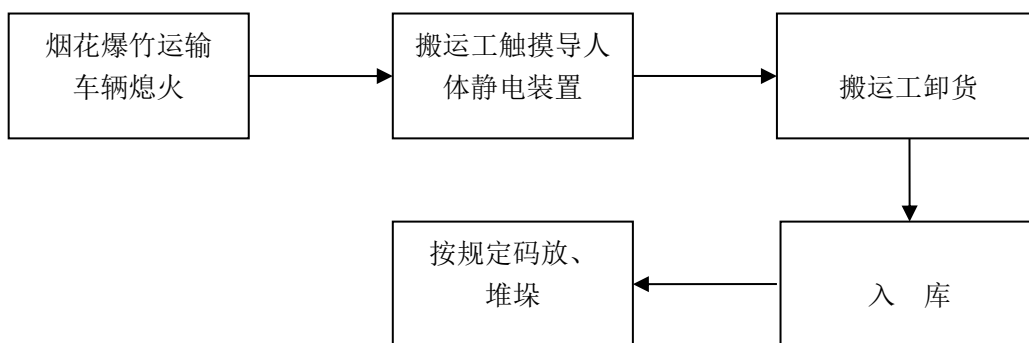 烟花爆竹运输
车辆熄火
搬运工触摸导人
体静电装置
搬运工卸货
入 库
按规定码放、
堆垛